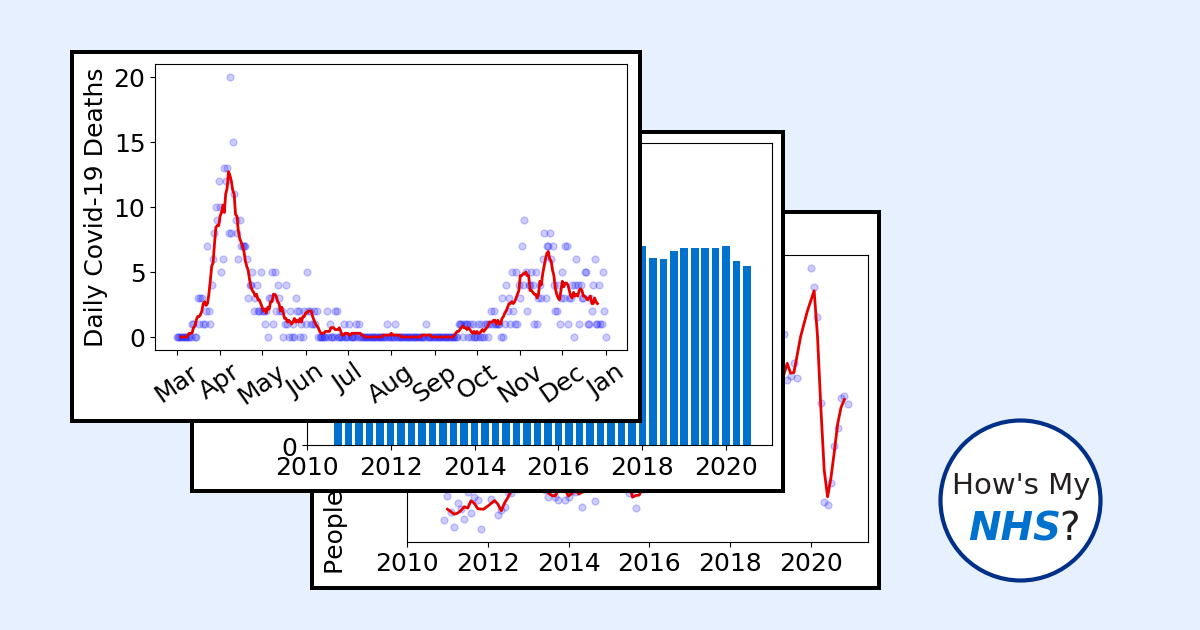 Daily Covid-19 Deaths
20
15
10
5
0
Mar Apr May Jun Jul Aug Sep Oct Nov Dec Jan
0
2010 2012 2014 2016 2018 2020
People
2010 2012 2014 2016 2018 2020
How's My
NHS?